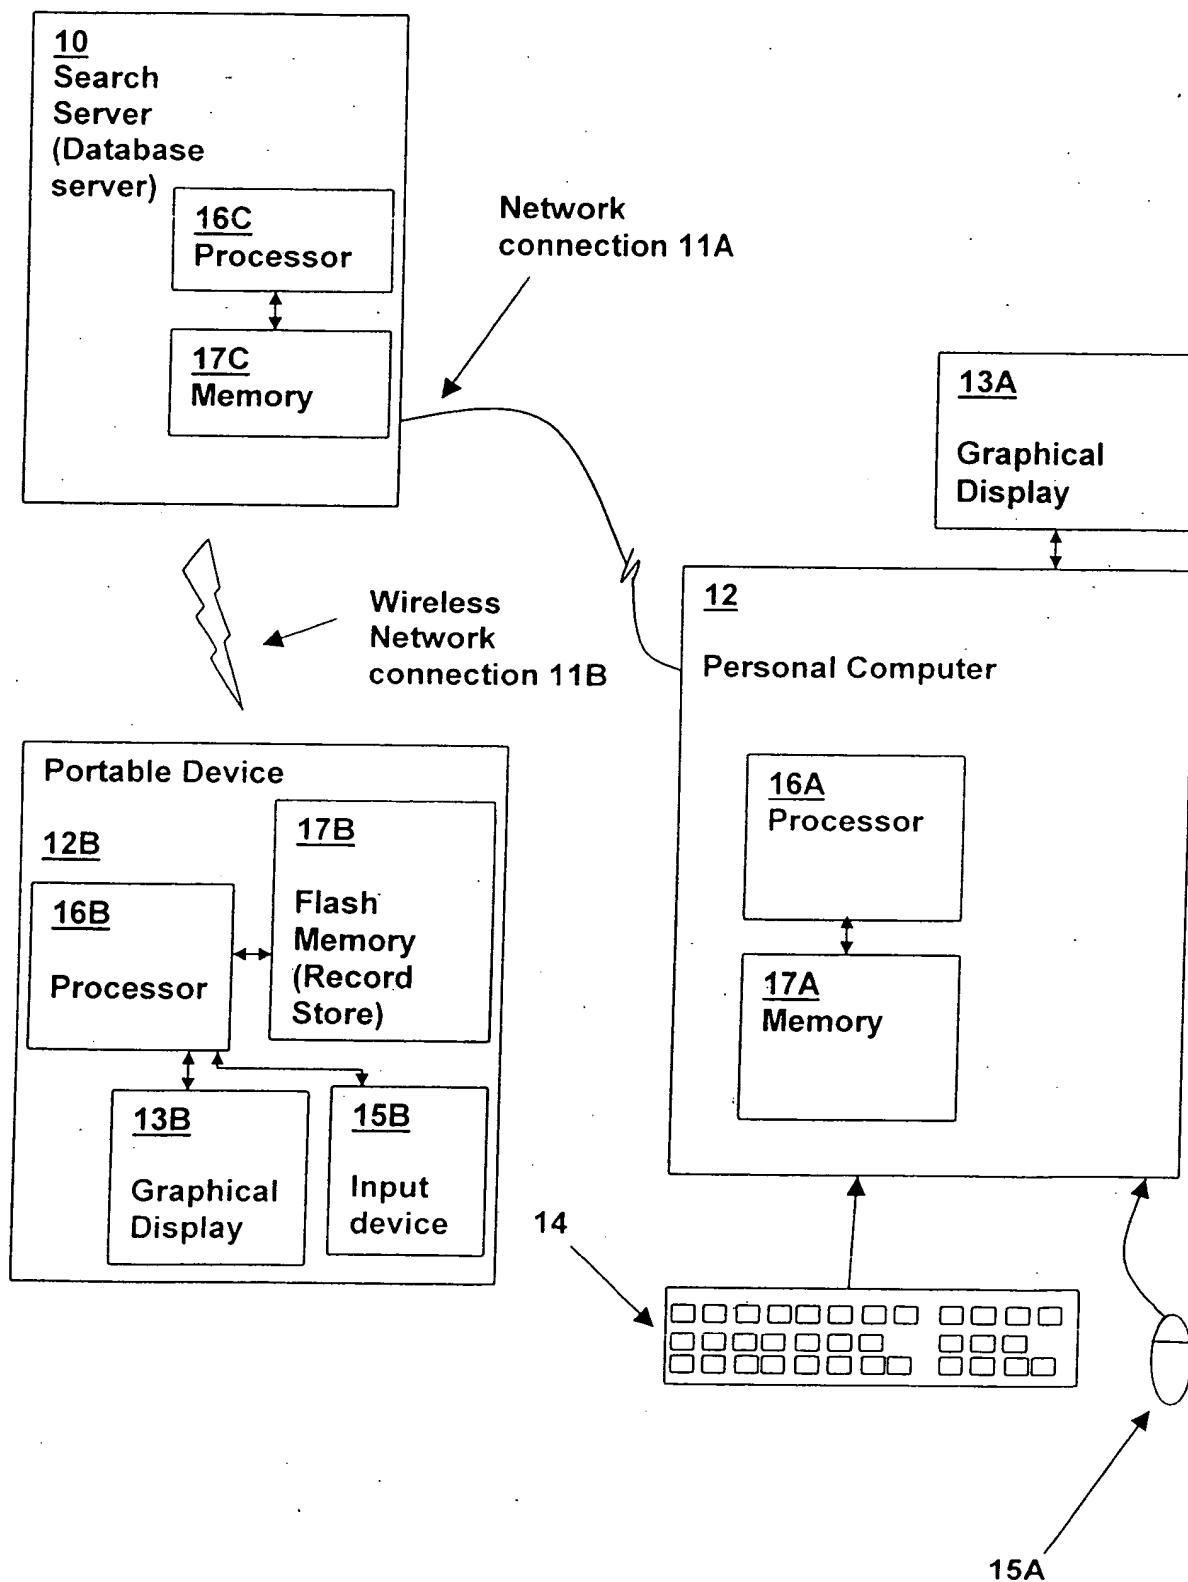 10
Search
Server
(Database
server)
16C
Processor
17C
Memory
Network
connection 11A
13A
Graphical
Display
Wireless
Network
connection 11B
12
Personal Computer
16A
Processor
17A
Memory
Portable Device
12B
17B
Flash
Memory
(Record
Store)
16B
Processor
13B
Graphical
Display
15B
Input
device
14
15A